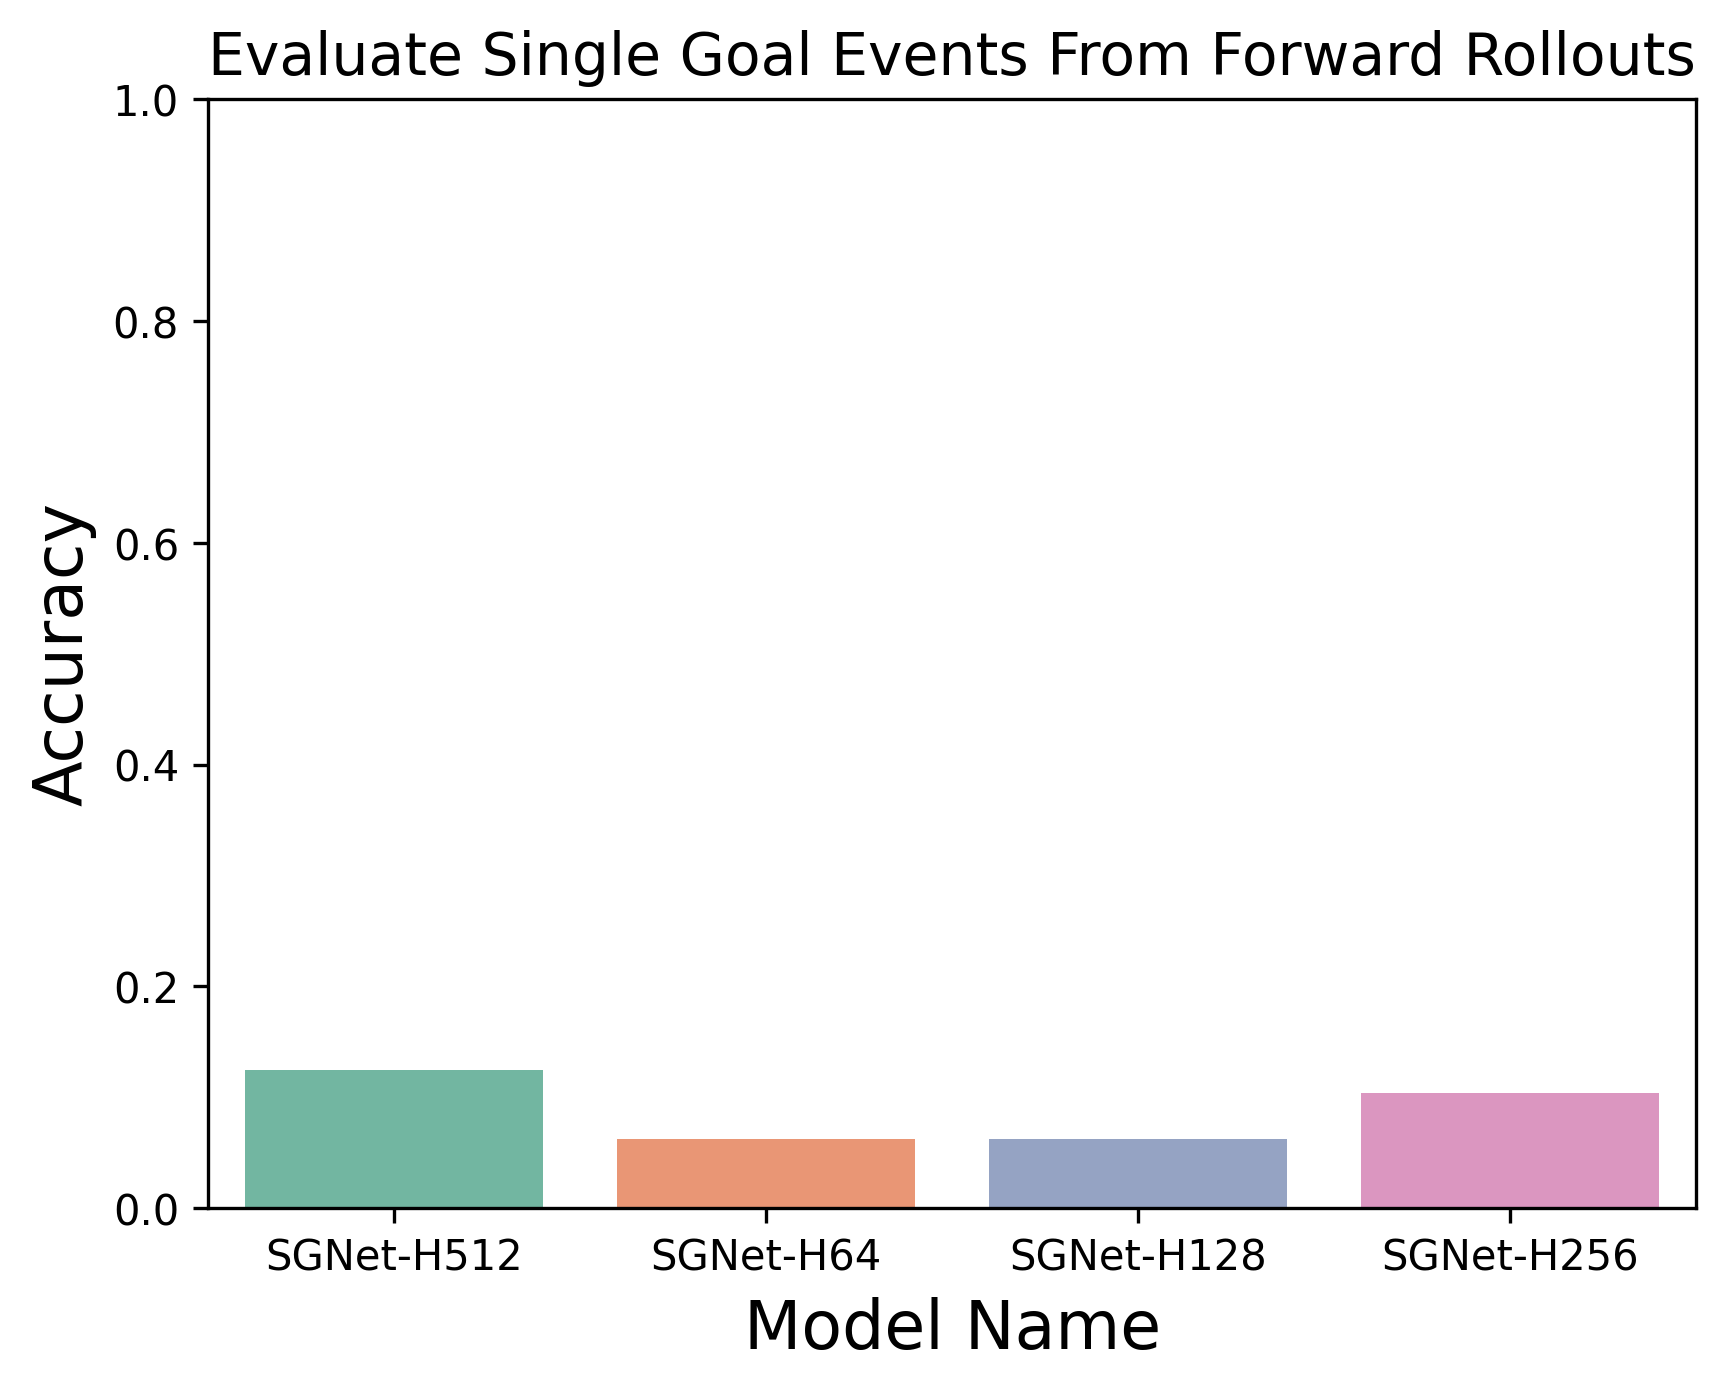 Evaluate Single Goal Events From Forward Rollouts
1.0
0.8
0.6
0.4
0.2
0.0
Accuracy
SGNet-H512 SGNet-H64 SGNet-H128 SGNet-H256
Model Name